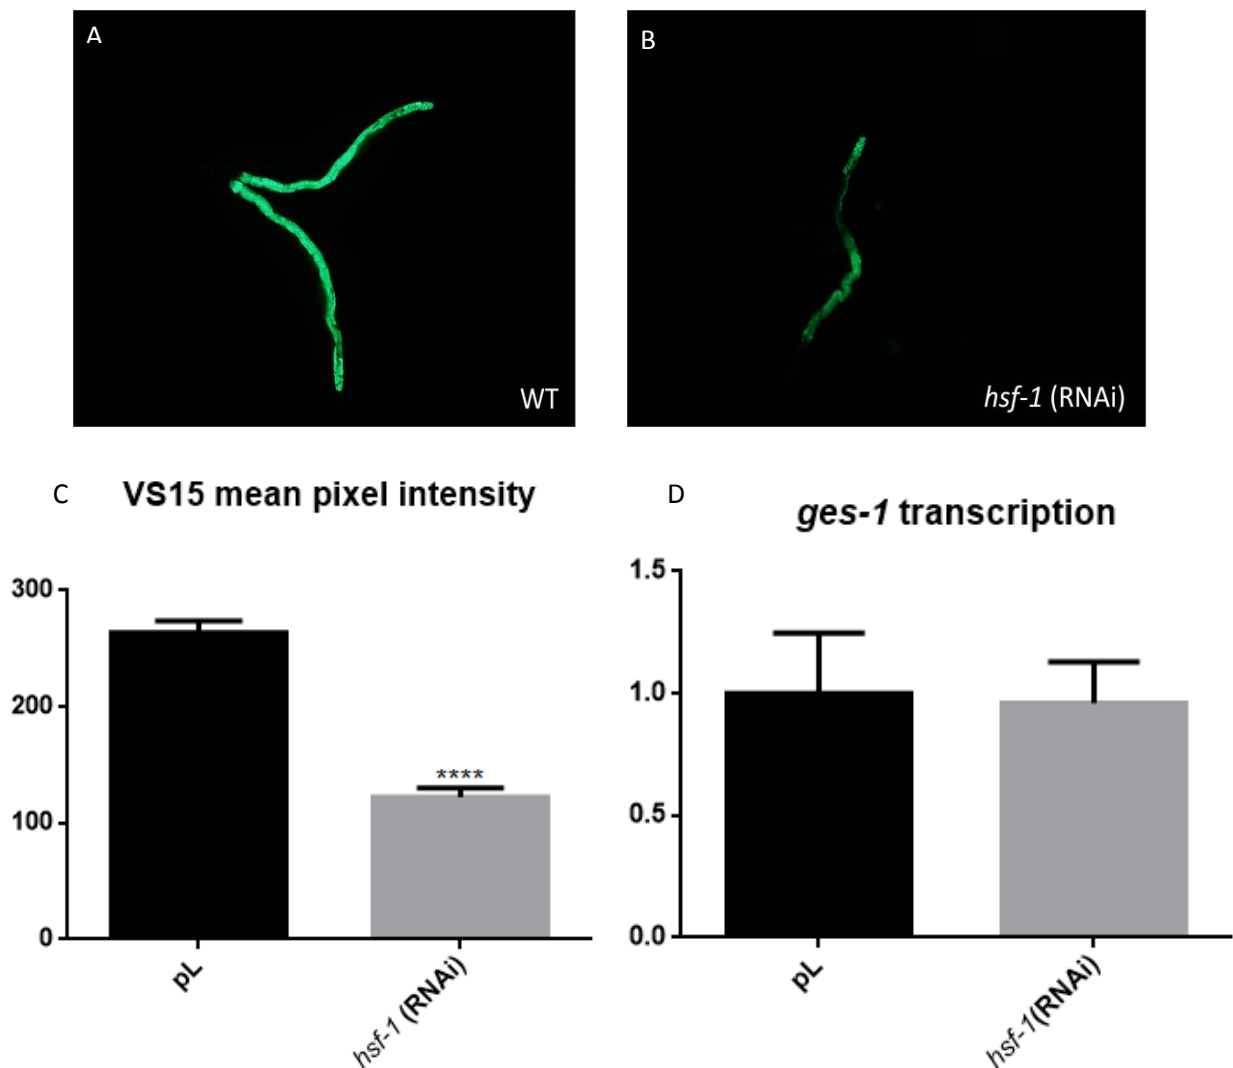 A
WT
B
hsf-1 (RNAi)
C
VS15 mean pixel intensity
300
200
100
0
****
pL
hsf-1 (RNAi)
D
ges-1 transcription
1.5
1.0
0.5
0.0
pL
hsf-1(RNAi)